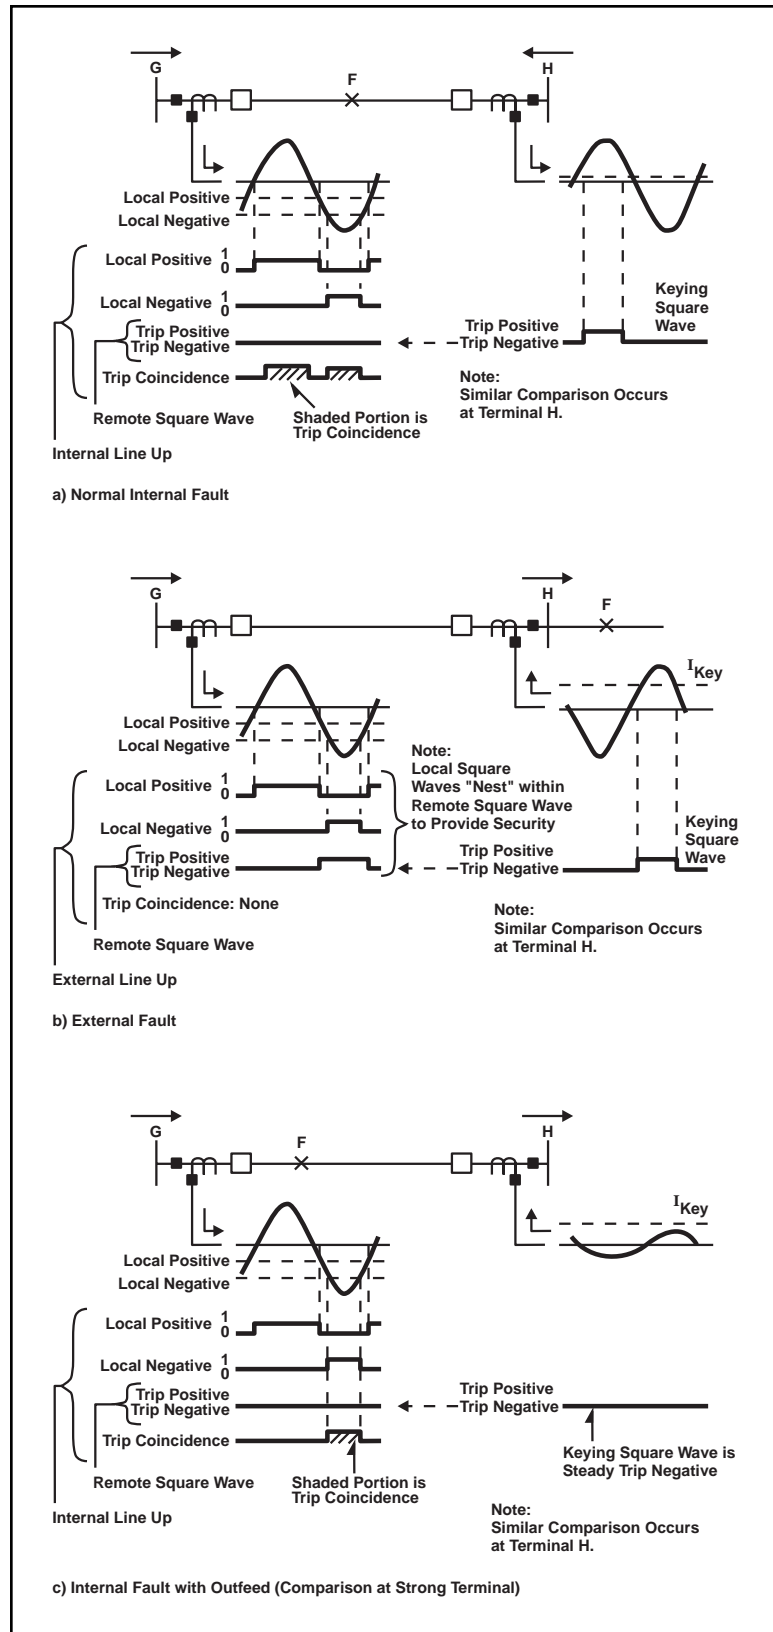 G
F
H
Local Positive
Local Negative
Local Positive 1
0
Local Negative 1
0
Trip Positive
Trip Negative
Trip Coincidence
Remote Square Wave
Internal Line Up
Shaded Portion is
Trip Coincidence
Trip Positive
Trip Negative
Keying
Square
Wave
Note:
Similar Comparison Occurs
at Terminal H.
a) Normal Internal Fault
G
H
F
IKey
Local Positive
Local Negative
Local Positive 1
0
Local Negative 1
0
Trip Positive
Trip Negative
Trip Coincidence: None
Remote Square Wave
External Line Up
Note:
Local Square
Waves "Nest" within
Remote Square Wave
to Provide Security
Trip Positive
Trip Negative
Keying
Square
Wave
Note:
Similar Comparison Occurs
at Terminal H.
b) External Fault
G
F
H
IKey
Local Positive
Local Negative
Local Positive 1
0
Local Negative 1
0
Trip Positive
Trip Negative
Trip Coincidence
Remote Square Wave
Internal Line Up
Shaded Portion is
Trip Coincidence
Trip Positive
Trip Negative
Keying Square Wave is
Steady Trip Negative
Note:
Similar Comparison Occurs
at Terminal H.
c) Internal Fault with Outfeed (Comparison at Strong Terminal)